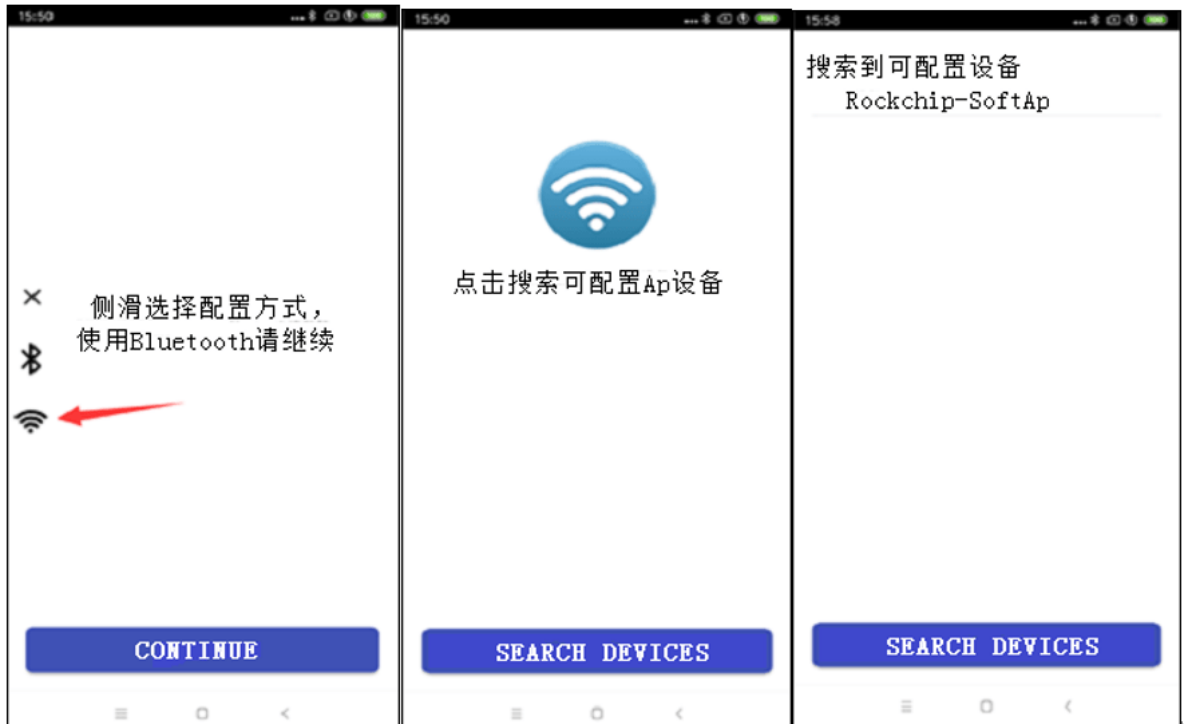 15:50
侧滑选择配置方式，
使用Bluetooth请继续
CONTINUE
15:50
点击搜索可配置Ap设备
SEARCH DEVICES
15:58
搜索到可配置设备
Rockchip-SoftAp
SEARCH DEVICES